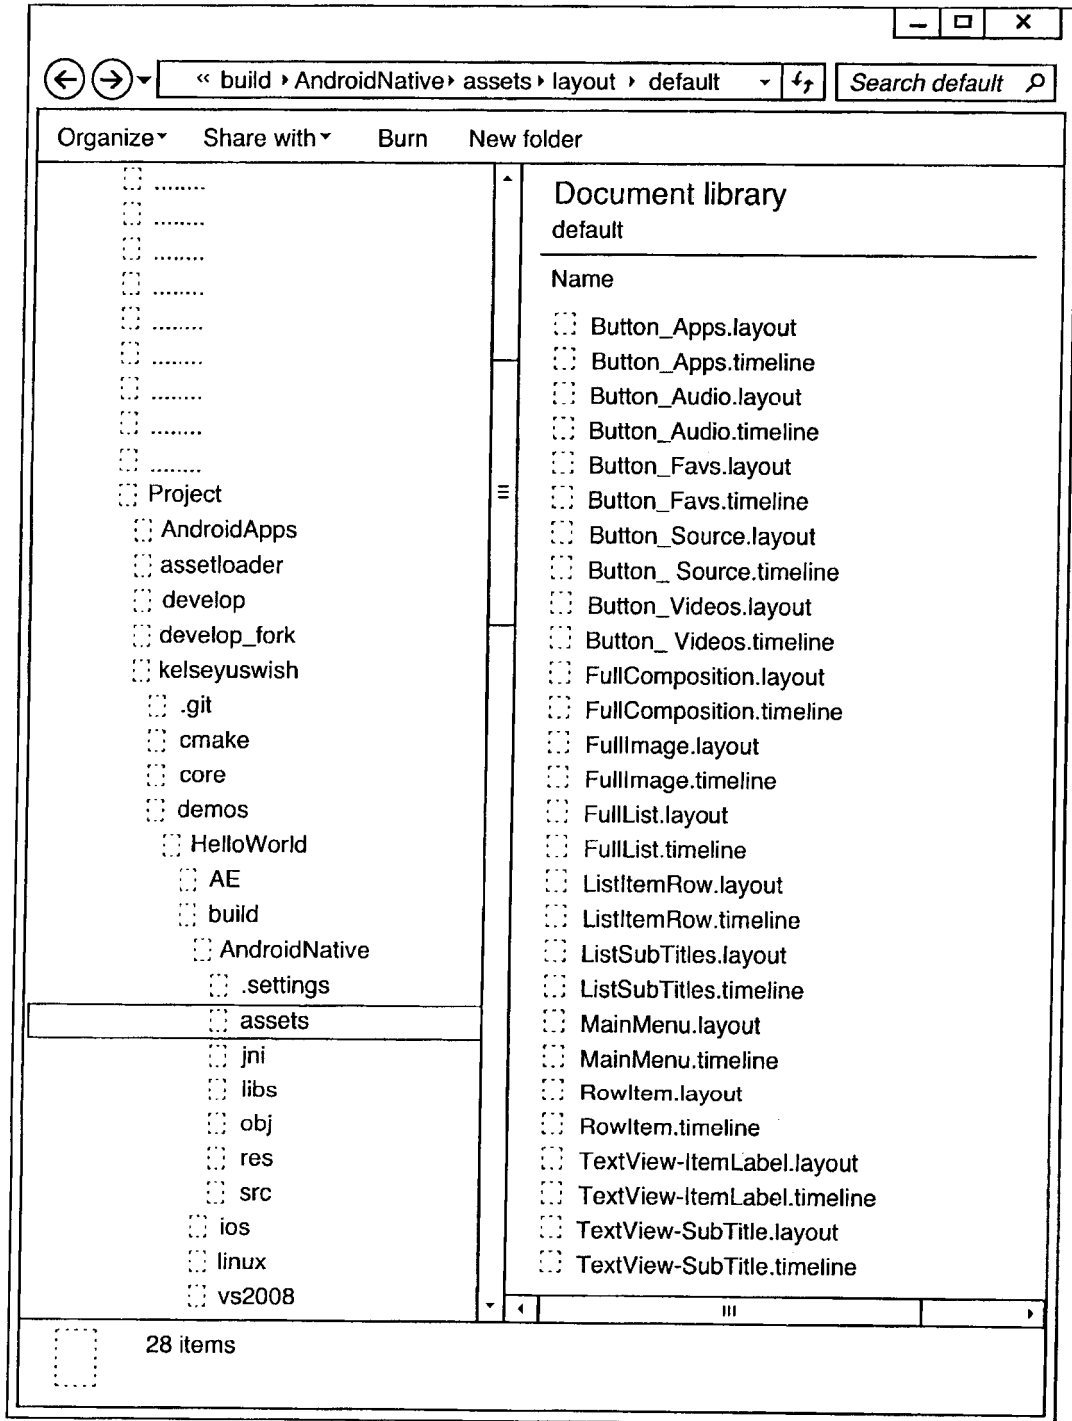 « build ▸ AndroidNative ▸ assets ▸ layout ▸ default
Search default
Organize Share with Burn New folder
........
........
........
........
........
........
........
........
........
Project
AndroidApps
assetloader
develop
develop_fork
kelseyuswish
.git
cmake
core
demos
HelloWorld
AE
build
AndroidNative
.settings
assets
jni
libs
obj
res
src
ios
linux
vs2008
Document library
default
Name
Button_Apps.layout
Button_Apps.timeline
Button_Audio.layout
Button_Audio.timeline
Button_Favs.layout
Button_Favs.timeline
Button_Source.layout
Button_ Source.timeline
Button_Videos.layout
Button_ Videos.timeline
FullComposition.layout
FullComposition.timeline
FullImage.layout
FullImage.timeline
FullList.layout
FullList.timeline
ListItemRow.layout
ListItemRow.timeline
ListSubTitles.layout
ListSubTitles.timeline
MainMenu.layout
MainMenu.timeline
RowItem.layout
RowItem.timeline
TextView-ItemLabel.layout
TextView-ItemLabel.timeline
TextView-SubTitle.layout
TextView-SubTitle.timeline
28 items